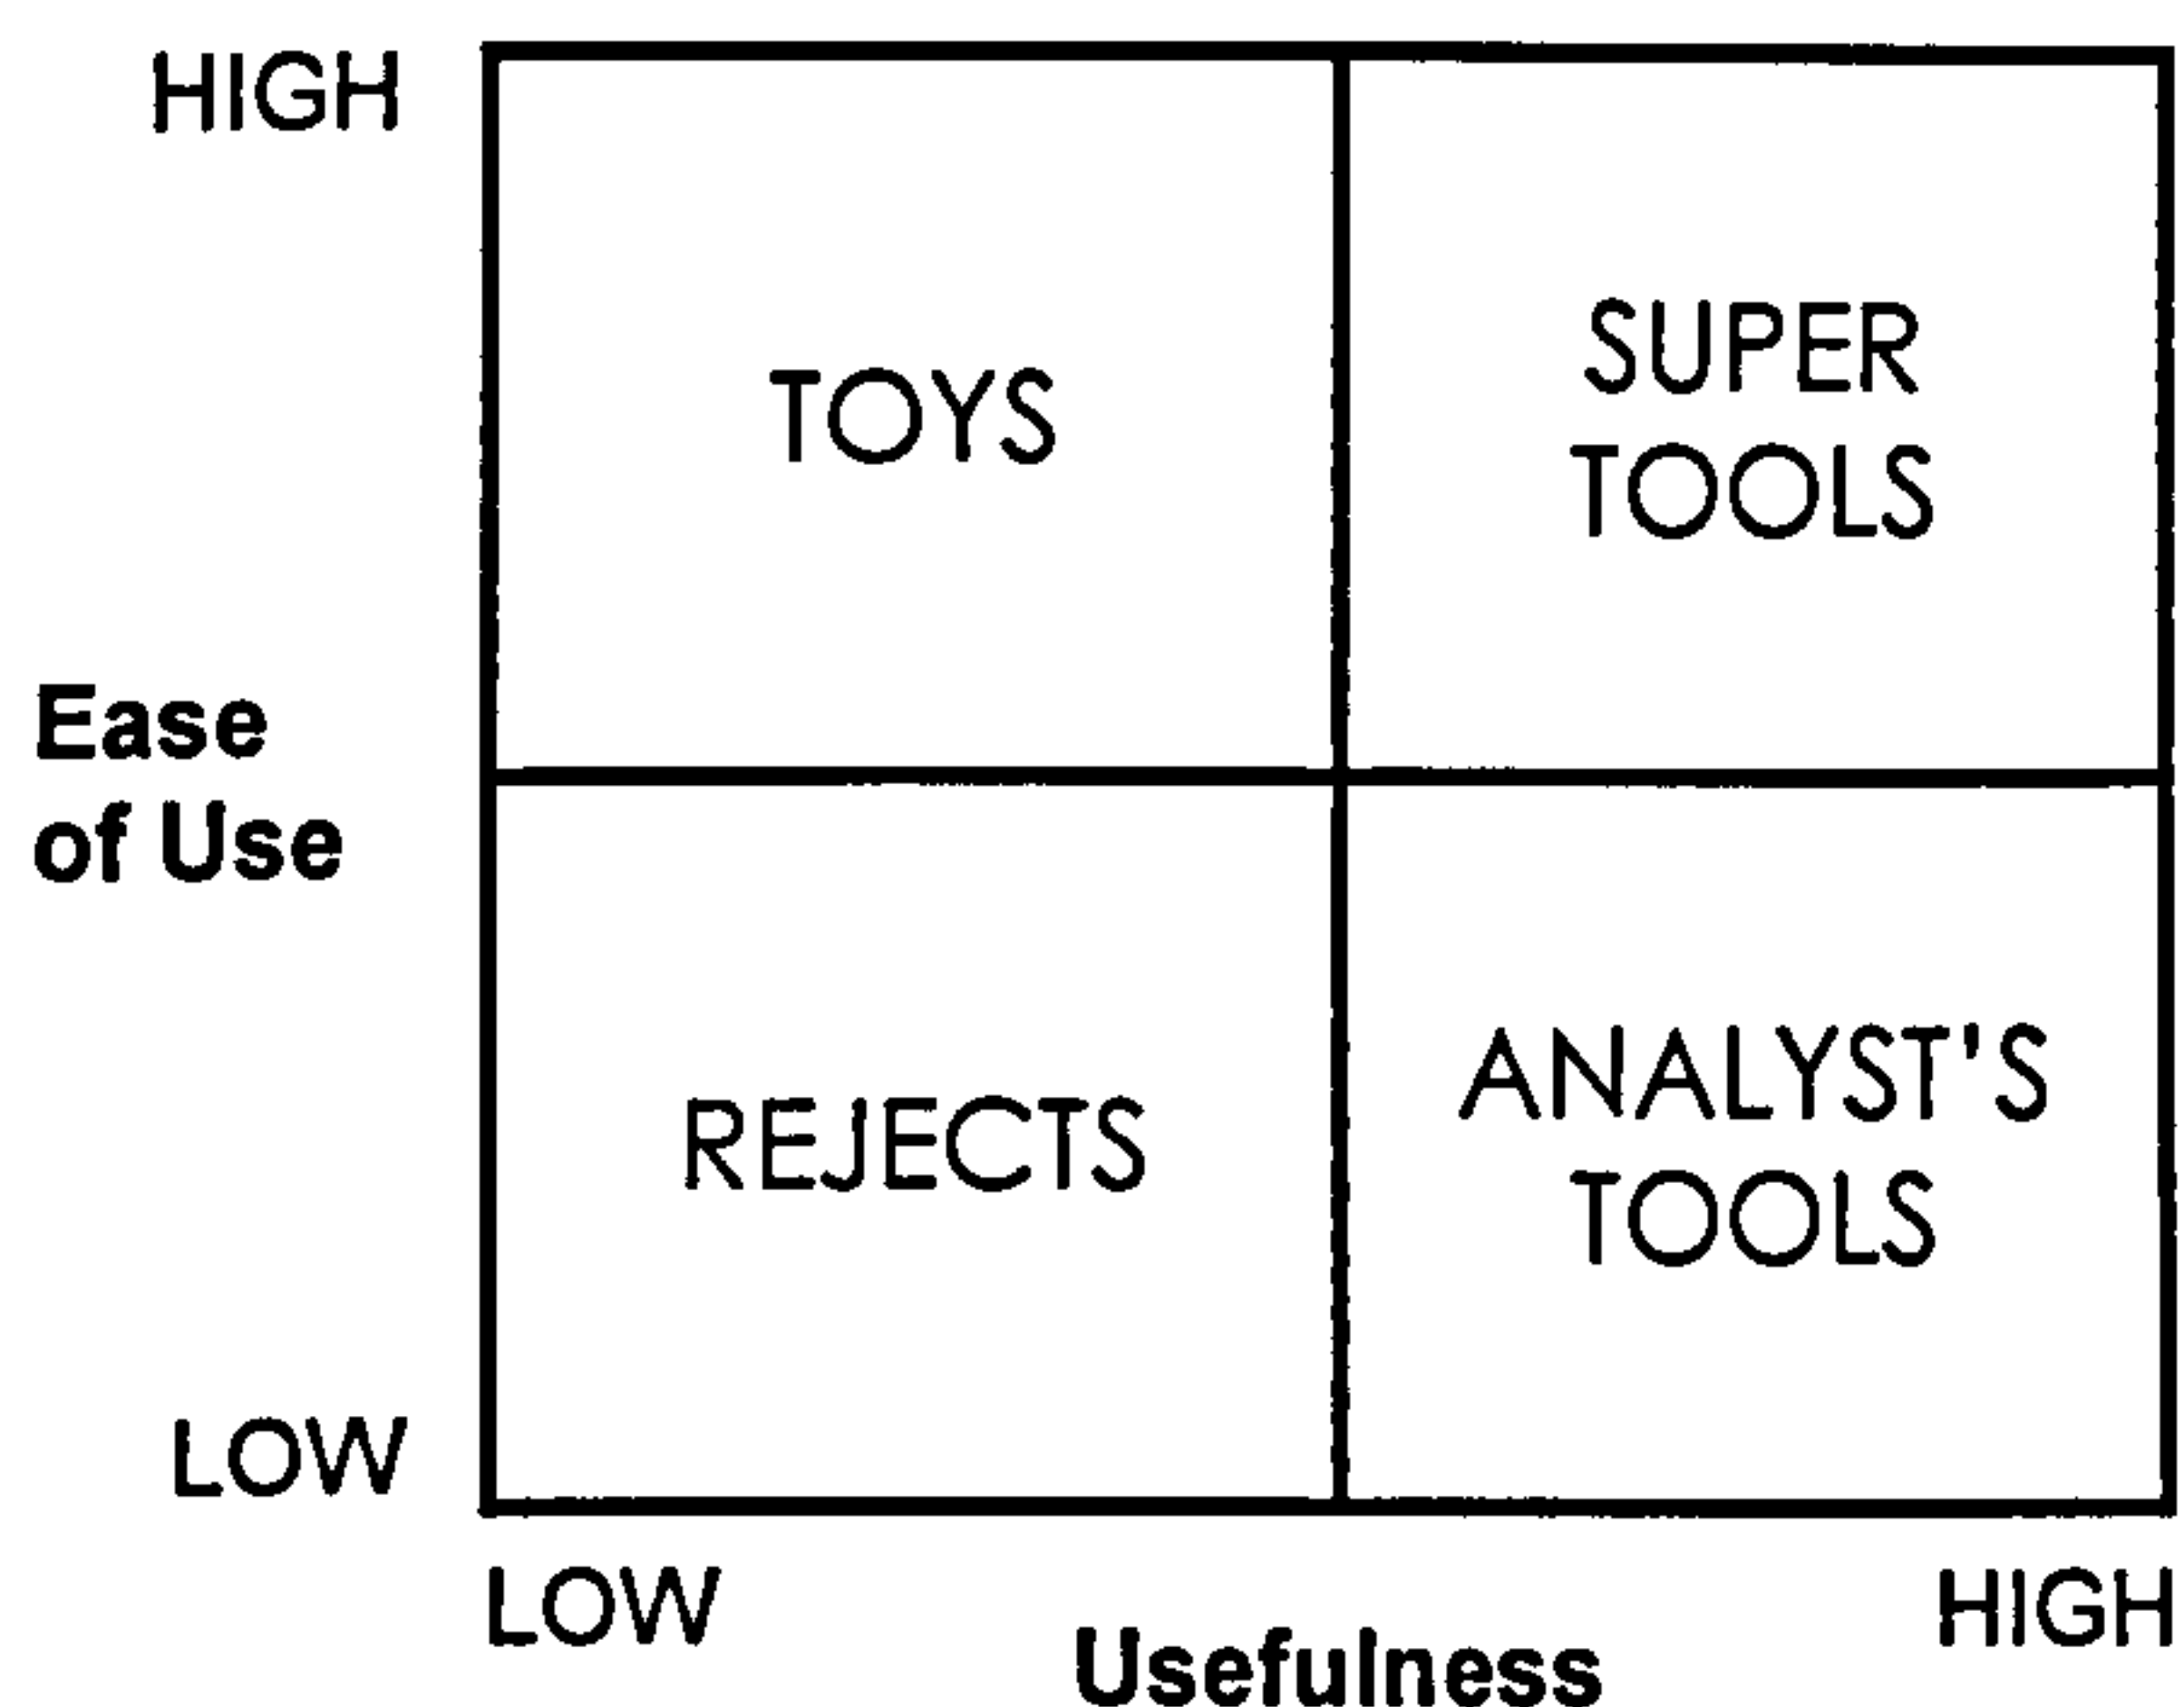 HIGH
TOYS
SUPER
TOOLS
Ease
of Use
REJECTS
ANALYST'S
TOOLS
LOW
LOW
HIGH
Usefulness